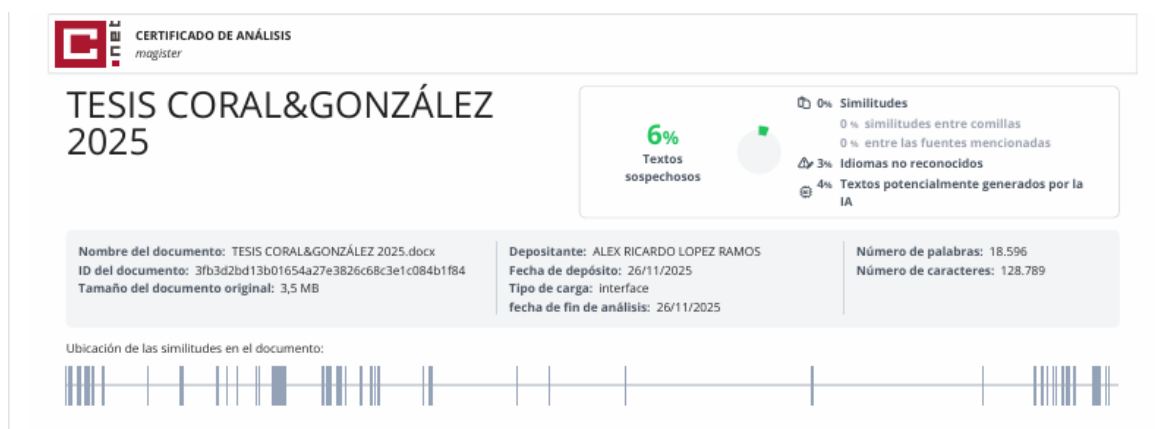 CERTIFICADO DE ANÁLISIS
magister
TESIS CORAL&GONZÁLEZ
2025
6%
Textos
sospechosos
0% Similitudes
0 % similitudes entre comillas
0 % entre las fuentes mencionadas
3% Idiomas no reconocidos
4% Textos potencialmente generados por la
IA
Nombre del documento: TESIS CORAL&GONZÁLEZ 2025.docx
ID del documento: 3fb3d2bd13b01654a27e3826c68c3e1c084b1f84
Tamaño del documento original: 3,5 MB
Depositante: ALEX RICARDO LOPEZ RAMOS
Fecha de depósito: 26/11/2025
Tipo de carga: interface
fecha de fin de análisis: 26/11/2025
Número de palabras: 18.596
Número de caracteres: 128.789
Ubicación de las similitudes en el documento: